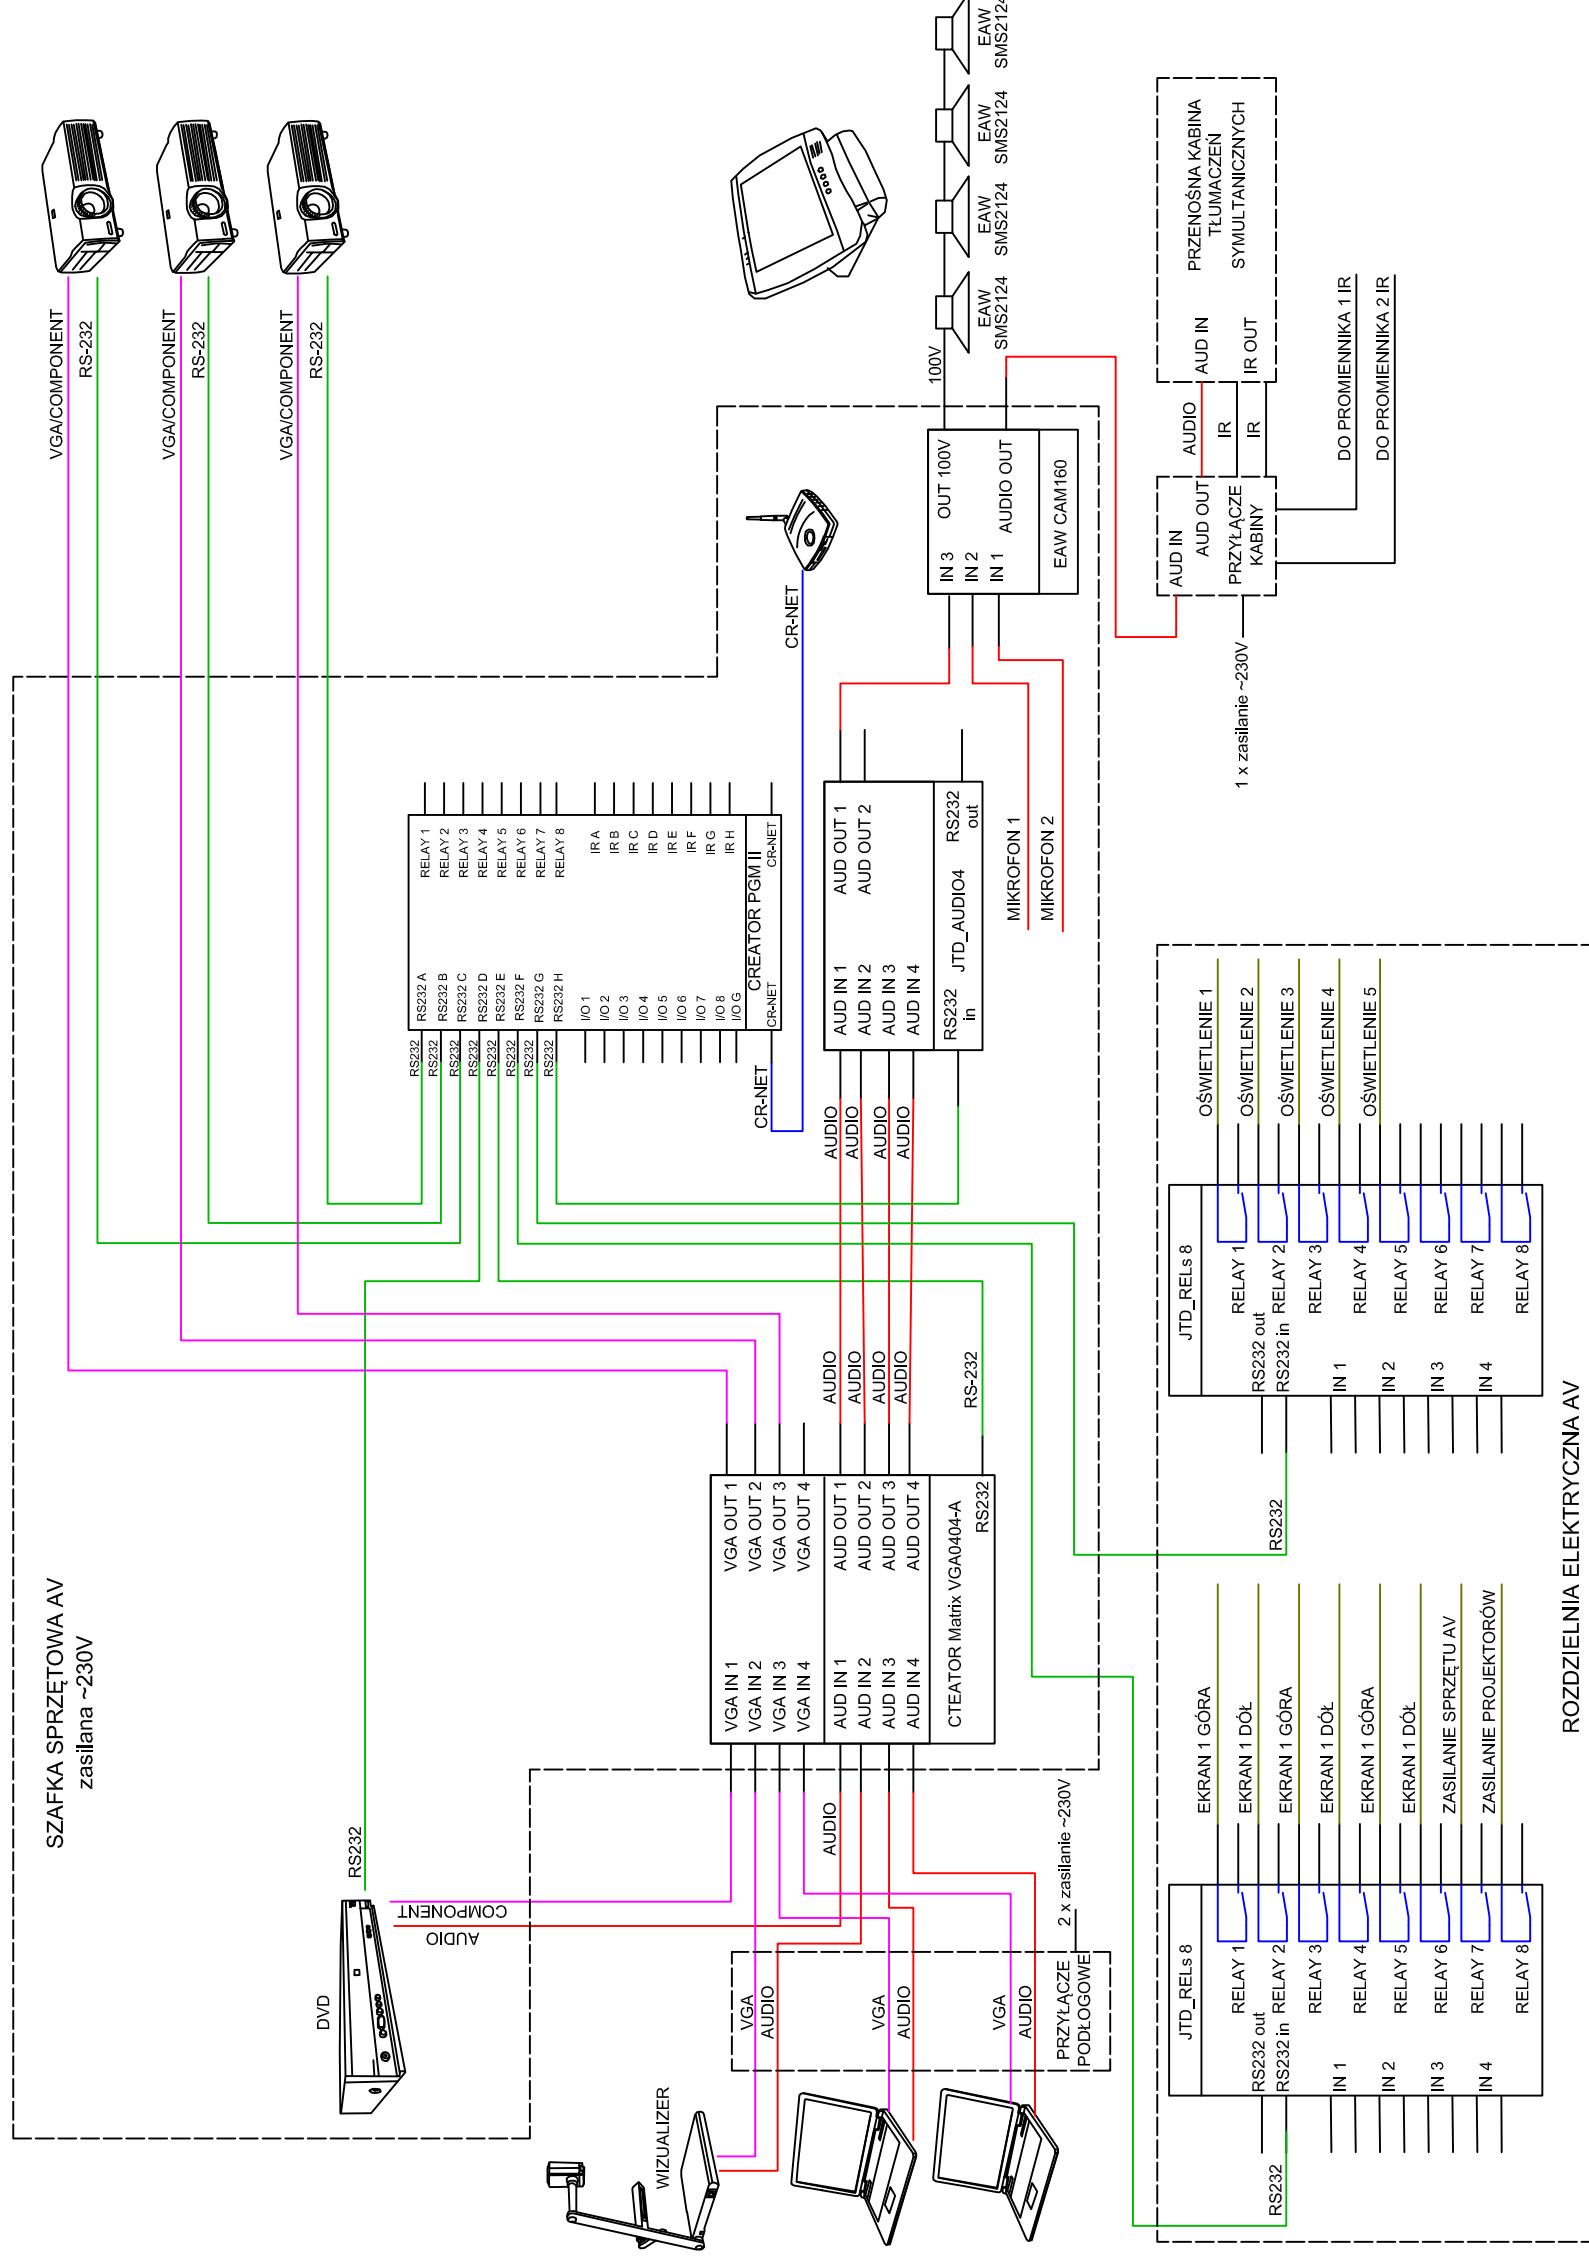 SZAFKA SPRZĘTOWA AV
zasilana ~230V
VGA/COMPONENT
RS-232
VGA/COMPONENT
RS-232
VGA/COMPONENT
RS-232
DVD
RS232
COMPONENT
AUDIO
WIZUALIZER
VGA
AUDIO
VGA
AUDIO
VGA
AUDIO
PRZYŁĄCZE
PODŁOGOWE
2 x zasilanie ~230V
AUDIO
VGA IN 1
VGA IN 2
VGA IN 3
VGA IN 4
AUD IN 1
AUD IN 2
AUD IN 3
AUD IN 4
VGA OUT 1
VGA OUT 2
VGA OUT 3
VGA OUT 4
AUD OUT 1
AUD OUT 2
AUD OUT 3
AUD OUT 4
CTEATOR Matrix VGA0404-A
RS232
RS-232
AUDIO
AUDIO
AUDIO
AUDIO
AUDIO
AUDIO
AUDIO
AUDIO
RS232
RS232
RS232
RS232
RS232
RS232
RS232
RS232
RS232 A
RS232 B
RS232 C
RS232 D
RS232 E
RS232 F
RS232 G
RS232 H
I/O 1
I/O 2
I/O 3
I/O 4
I/O 5
I/O 6
I/O 7
I/O 8
I/O G
CR-NET
RELAY 1
RELAY 2
RELAY 3
RELAY 4
RELAY 5
RELAY 6
RELAY 7
RELAY 8
IR A
IR B
IR C
IR D
IR E
IR F
IR G
IR H
CR-NET
CREATOR PGM II
CR-NET
CR-NET
AUD IN 1
AUD IN 2
AUD IN 3
AUD IN 4
AUD OUT 1
AUD OUT 2
RS232
in
JTD_AUDIO4
RS232
out
MIKROFON 1
MIKROFON 2
IN 3
IN 2
IN 1
OUT 100V
AUDIO OUT
EAW CAM160
100V
EAW
SMS2124
EAW
SMS2124
EAW
SMS2124
EAW
SMS2124
AUD IN
AUD OUT
PRZYŁĄCZE
KABINY
1 x zasilanie ~230V
AUDIO
IR
IR
AUD IN
IR OUT
PRZENOŚNA KABINA
TŁUMACZEŃ
SYMULTANICZNYCH
DO PROMIENNIKA 1 IR
DO PROMIENNIKA 2 IR
JTD_RELs 8
RS232 out
RS232 in
RS232
IN 1
IN 2
IN 3
IN 4
RELAY 1
RELAY 2
RELAY 3
RELAY 4
RELAY 5
RELAY 6
RELAY 7
RELAY 8
EKRAN 1 GÓRA
EKRAN 1 DÓŁ
EKRAN 1 GÓRA
EKRAN 1 DÓŁ
EKRAN 1 GÓRA
EKRAN 1 DÓŁ
ZASILANIE SPRZĘTU AV
ZASILANIE PROJEKTORÓW
JTD_RELs 8
RS232 out
RS232 in
RS232
IN 1
IN 2
IN 3
IN 4
RELAY 1
RELAY 2
RELAY 3
RELAY 4
RELAY 5
RELAY 6
RELAY 7
RELAY 8
OŚWIETLENIE 1
OŚWIETLENIE 2
OŚWIETLENIE 3
OŚWIETLENIE 4
OŚWIETLENIE 5
ROZDZIELNIA ELEKTRYCZNA AV